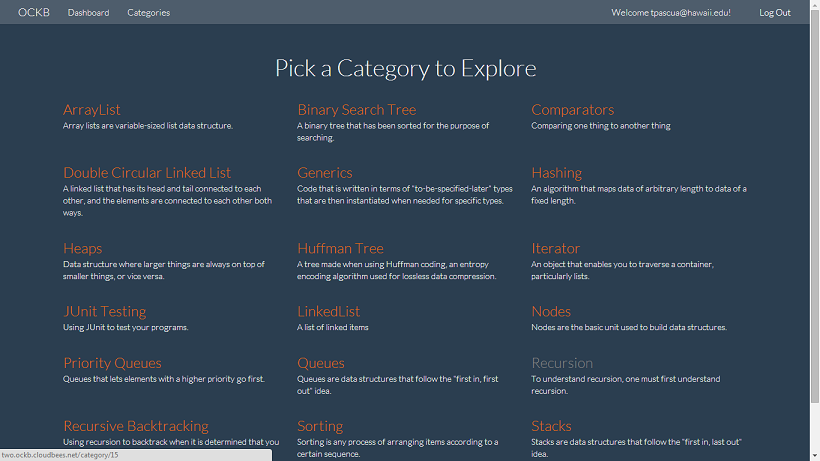 OCKB Dashboard Categories Welcome tpascua@hawaii.edu! Log Out
Pick a Category to Explore
ArrayList
Array lists are variable-sized list data structure.
Binary Search Tree
A binary tree that has been sorted for the purpose of
searching.
Comparators
Comparing one thing to another thing
Double Circular Linked List
A linked list that has its head and tail connected to each
other, and the elements are connected to each other both
ways.
Generics
Code that is written in terms of "to-be-specified-later" types
that are then instantiated when needed for specific types.
Hashing
An algorithm that maps data of arbitrary length to data of a
fixed length.
Heaps
Data structure where larger things are always on top of
smaller things, or vice versa.
Huffman Tree
A tree made when using Huffman coding, an entropy
encoding algorithm used for lossless data compression.
Iterator
An object that enables you to traverse a container,
particularly lists.
JUnit Testing
Using JUnit to test your programs.
LinkedList
A list of linked items
Nodes
Nodes are the basic unit used to build data structures.
Priority Queues
Queues that lets elements with a higher priority go first.
Queues
Queues are data structures that follow the "first in, first
out" idea.
Recursion
To understand recursion, one must first understand
recursion.
Recursive Backtracking
Using recursion to backtrack when it is determined that you
Sorting
Sorting is any process of arranging items according to a
certain sequence.
Stacks
Stacks are data structures that follow the "first in, last out"
idea.
two.ockb.cloudbees.net/category/15